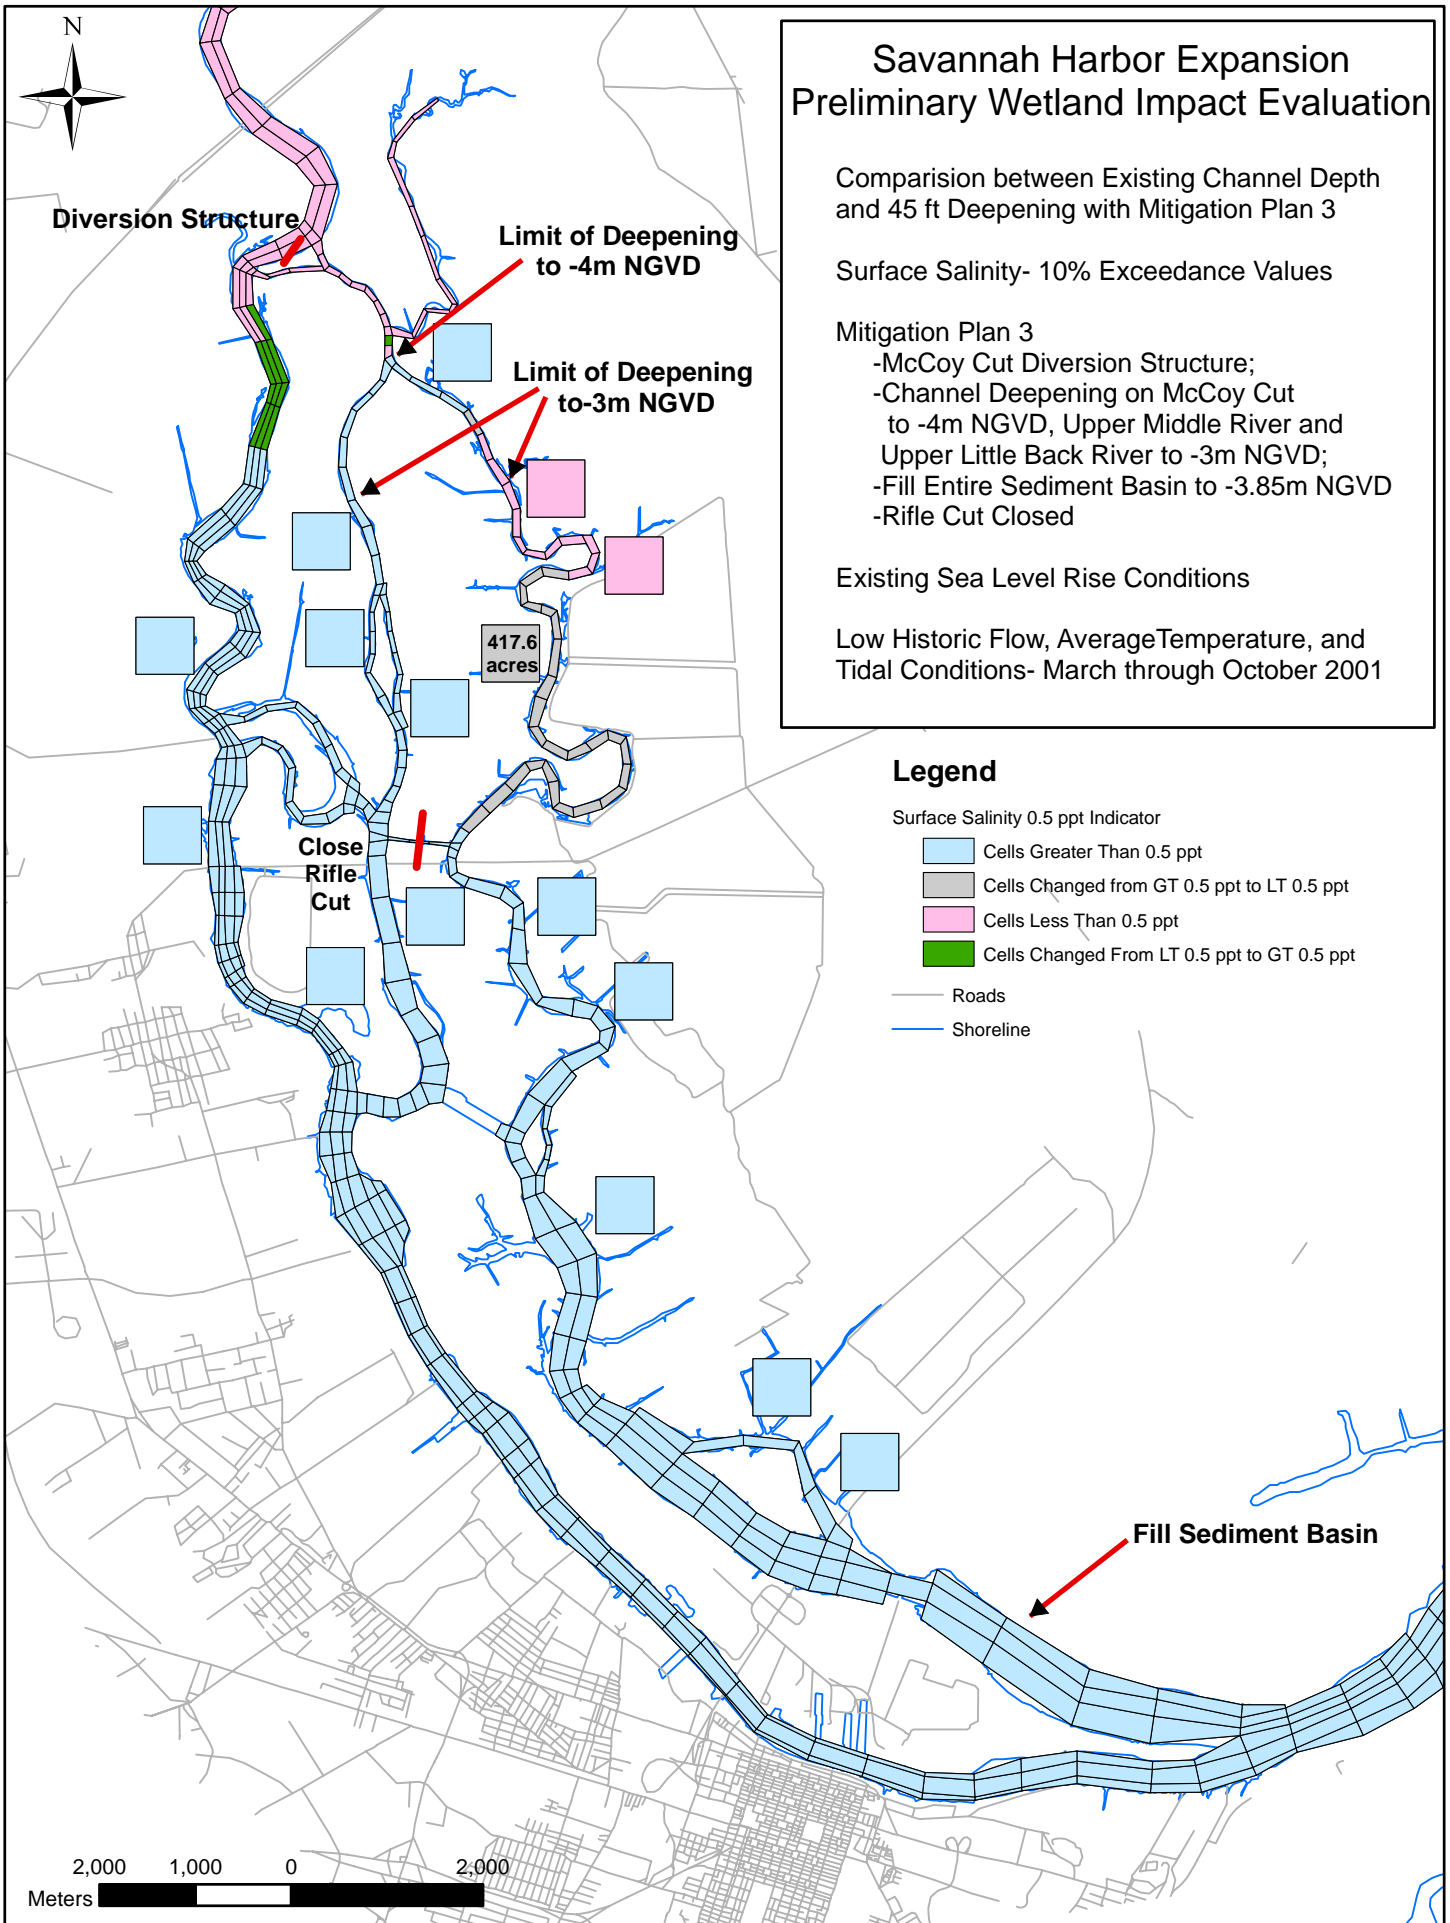 N
Savannah Harbor Expansion
Preliminary Wetland Impact Evaluation
Comparision between Existing Channel Depth
and 45 ft Deepening with Mitigation Plan 3
Surface Salinity- 10% Exceedance Values
Mitigation Plan 3
-McCoy Cut Diversion Structure;
-Channel Deepening on McCoy Cut
to -4m NGVD, Upper Middle River and
Upper Little Back River to -3m NGVD;
-Fill Entire Sediment Basin to -3.85m NGVD
-Rifle Cut Closed
Existing Sea Level Rise Conditions
Low Historic Flow, AverageTemperature, and
Tidal Conditions- March through October 2001
Diversion Structure
Limit of Deepening
to -4m NGVD
Limit of Deepening
to-3m NGVD
417.6
acres
Close
Rifle
Cut
Legend
Surface Salinity 0.5 ppt Indicator
Cells Greater Than 0.5 ppt
Cells Changed from GT 0.5 ppt to LT 0.5 ppt
Cells Less Than 0.5 ppt
Cells Changed From LT 0.5 ppt to GT 0.5 ppt
Roads
Shoreline
Fill Sediment Basin
2,000 1,000 0 2,000
Meters